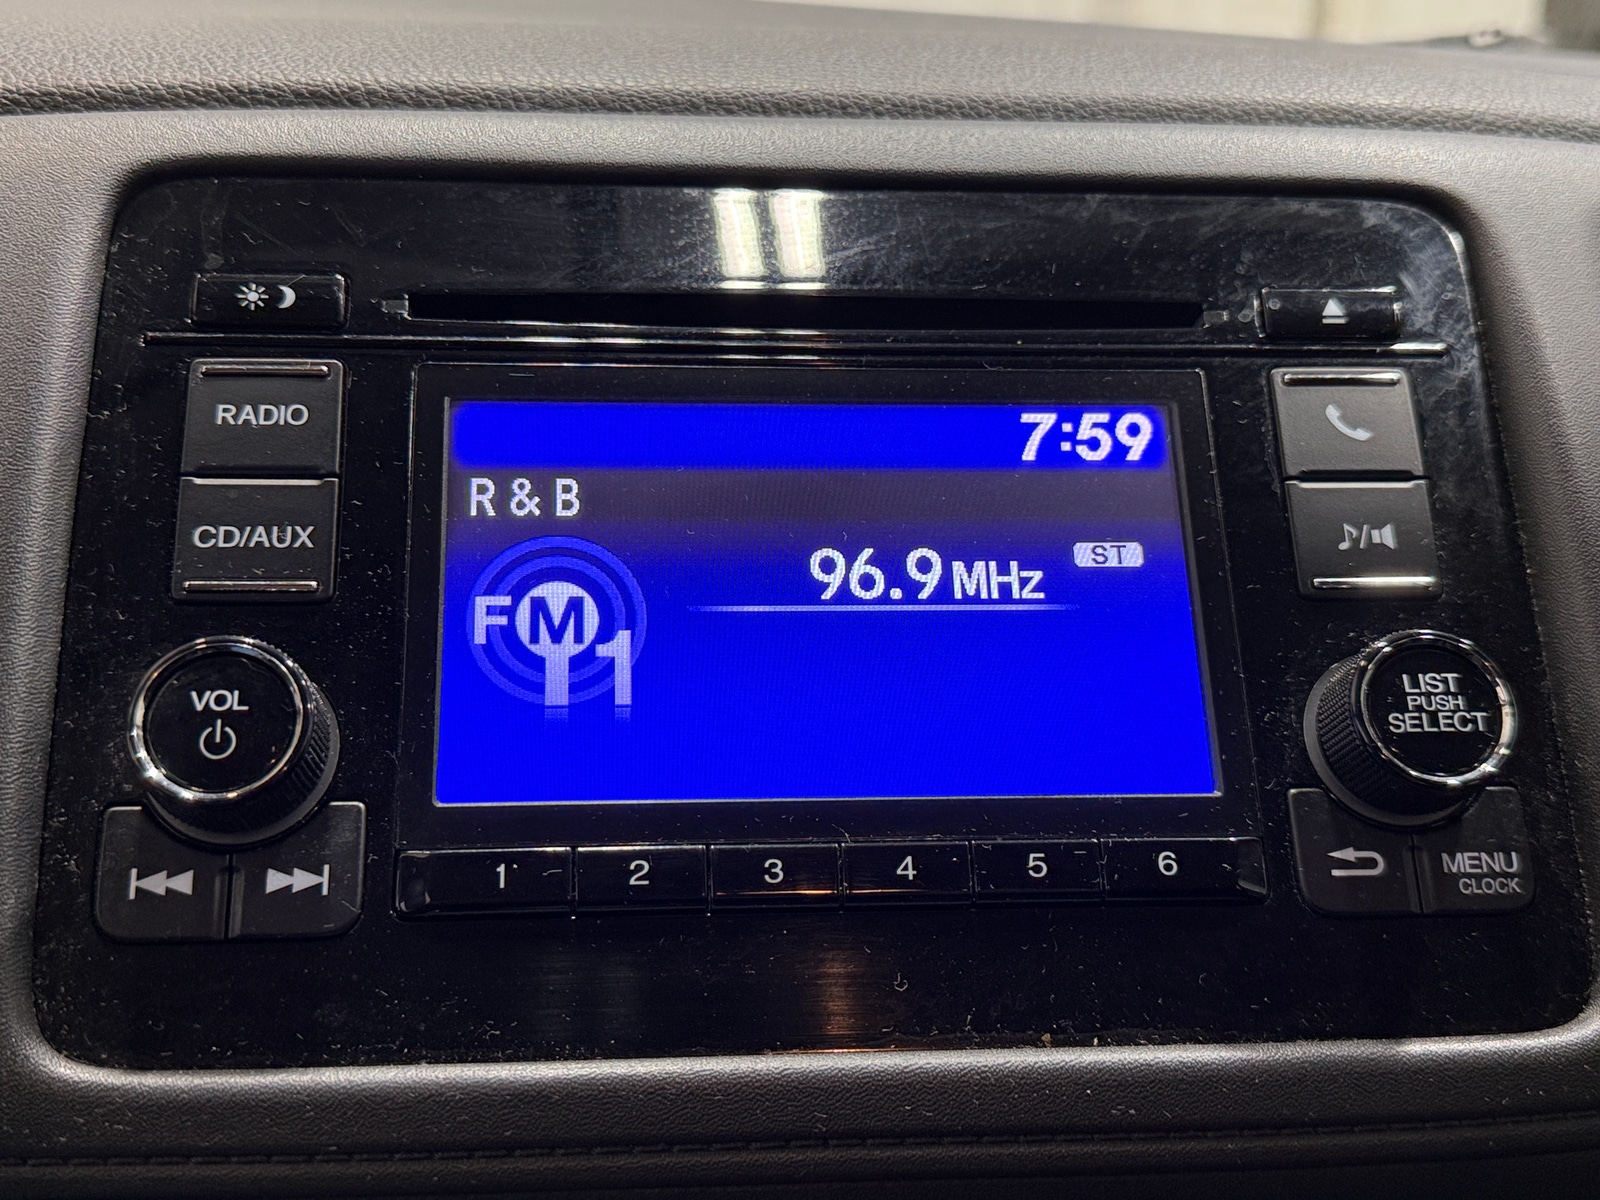 7:59
R & B
96.9 MHz
ST
FM
1
RADIO
CD/AUX
VOL
1
2
3
4
5
6
LIST
PUSH
SELECT
MENU
CLOCK